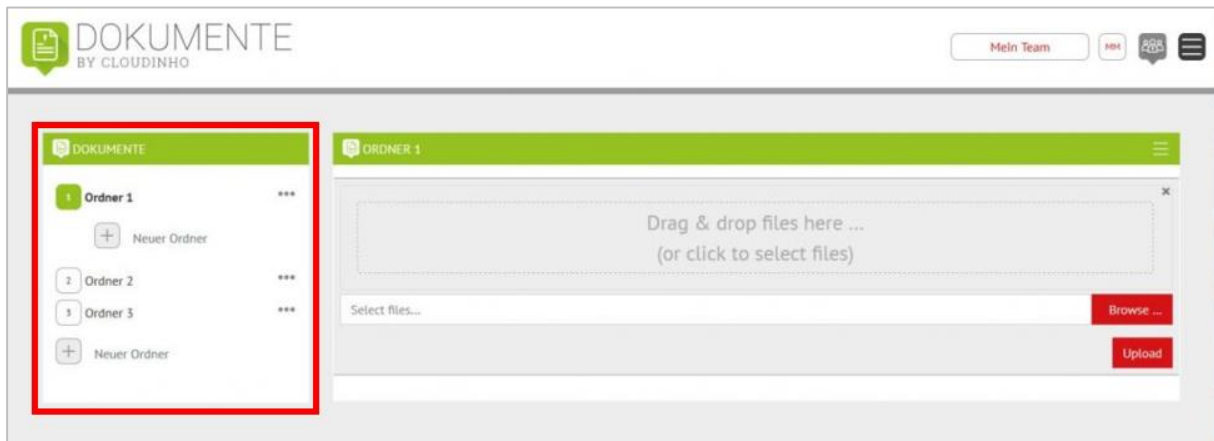 DOKUMENTE
BY CLOUDINHO
Mein Team
MM
DOKUMENTE
1 Ordner 1 •••
+ Neuer Ordner
2 Ordner 2 •••
3 Ordner 3 •••
+ Neuer Ordner
ORDNER 1
×
Drag & drop files here ...
(or click to select files)
Select files...
Browse ...
Upload